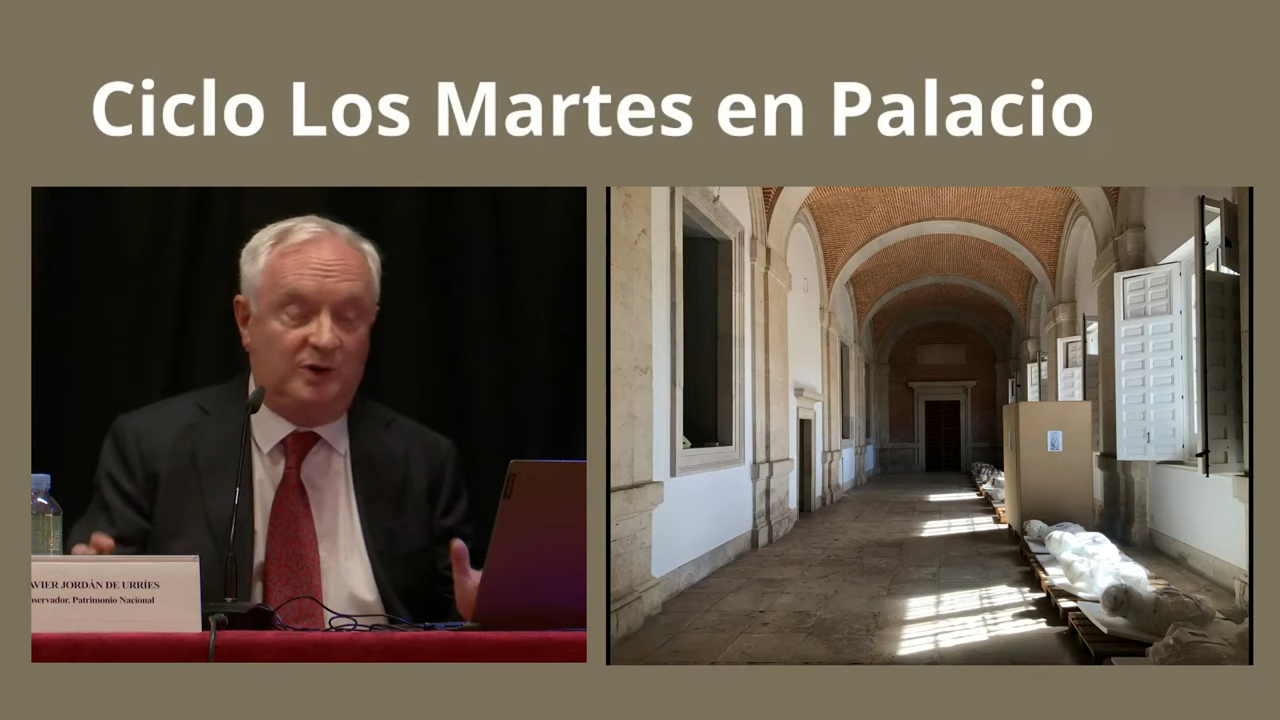 Ciclo Los Martes en Palacio
AVIER JORDÁN DE URRÍES
nservador. Patrimonio Nacional